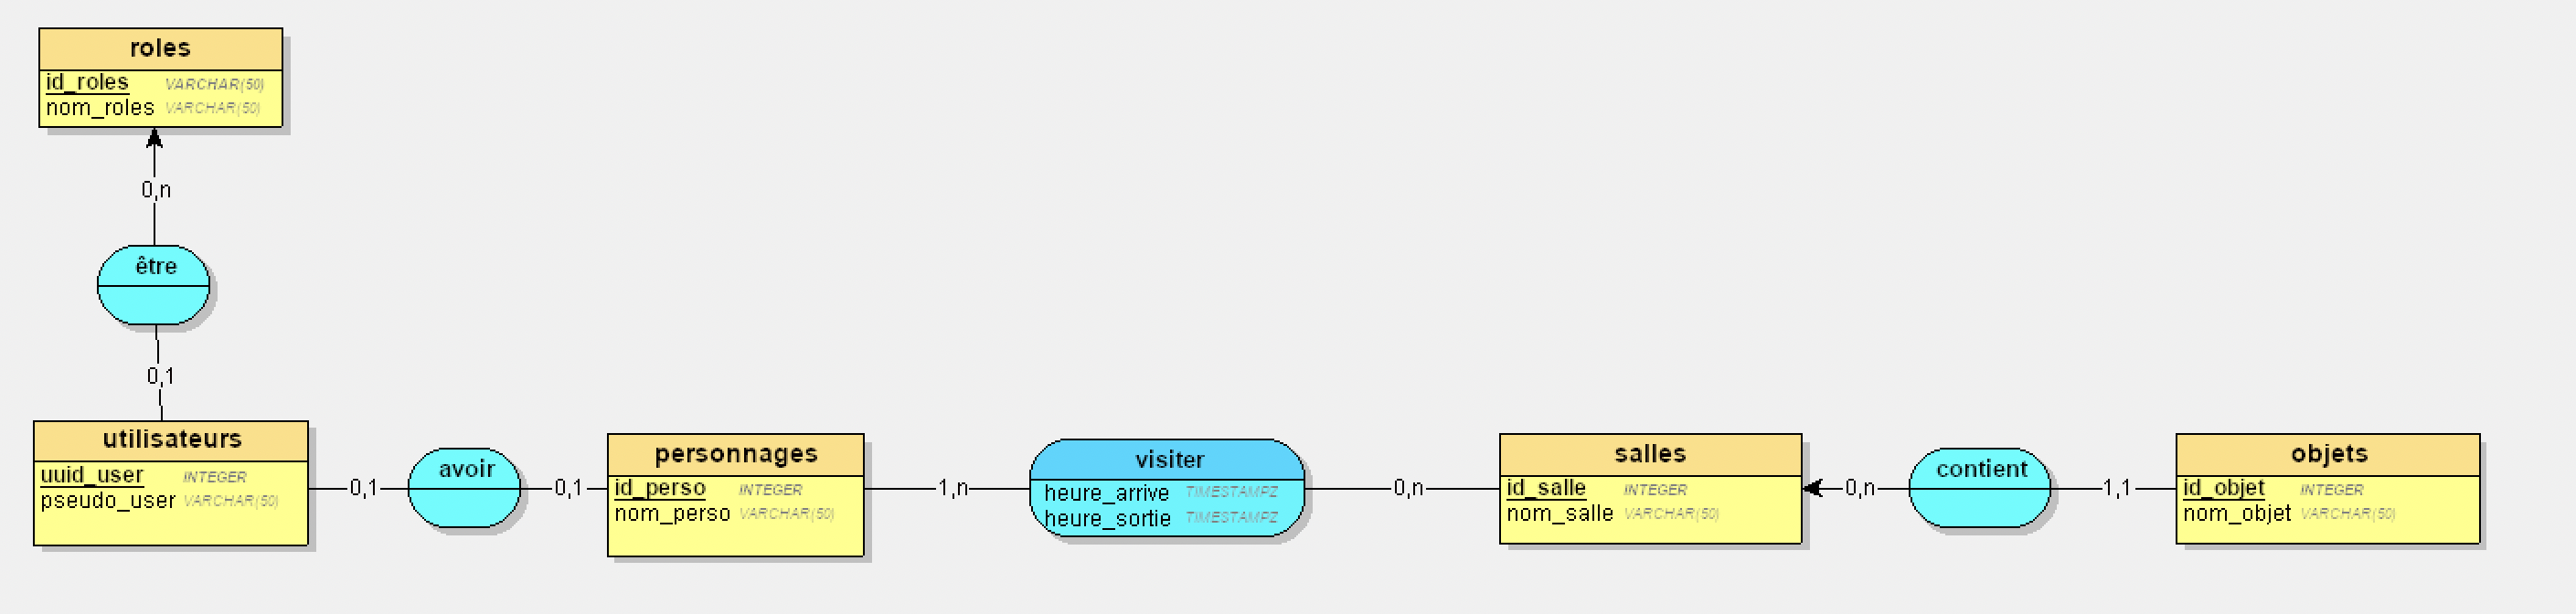 roles
id_roles VARCHAR(50)
nom_roles VARCHAR(50)
0,n
être
0,1
utilisateurs
uuid_user INTEGER
pseudo_user VARCHAR(50)
0,1
avoir
0,1
personnages
id_perso INTEGER
nom_perso VARCHAR(50)
1,n
visiter
heure_arrive TIMESTAMPZ
heure_sortie TIMESTAMPZ
0,n
salles
id_salle INTEGER
nom_salle VARCHAR(50)
0,n
contient
1,1
objets
id_objet INTEGER
nom_objet VARCHAR(50)